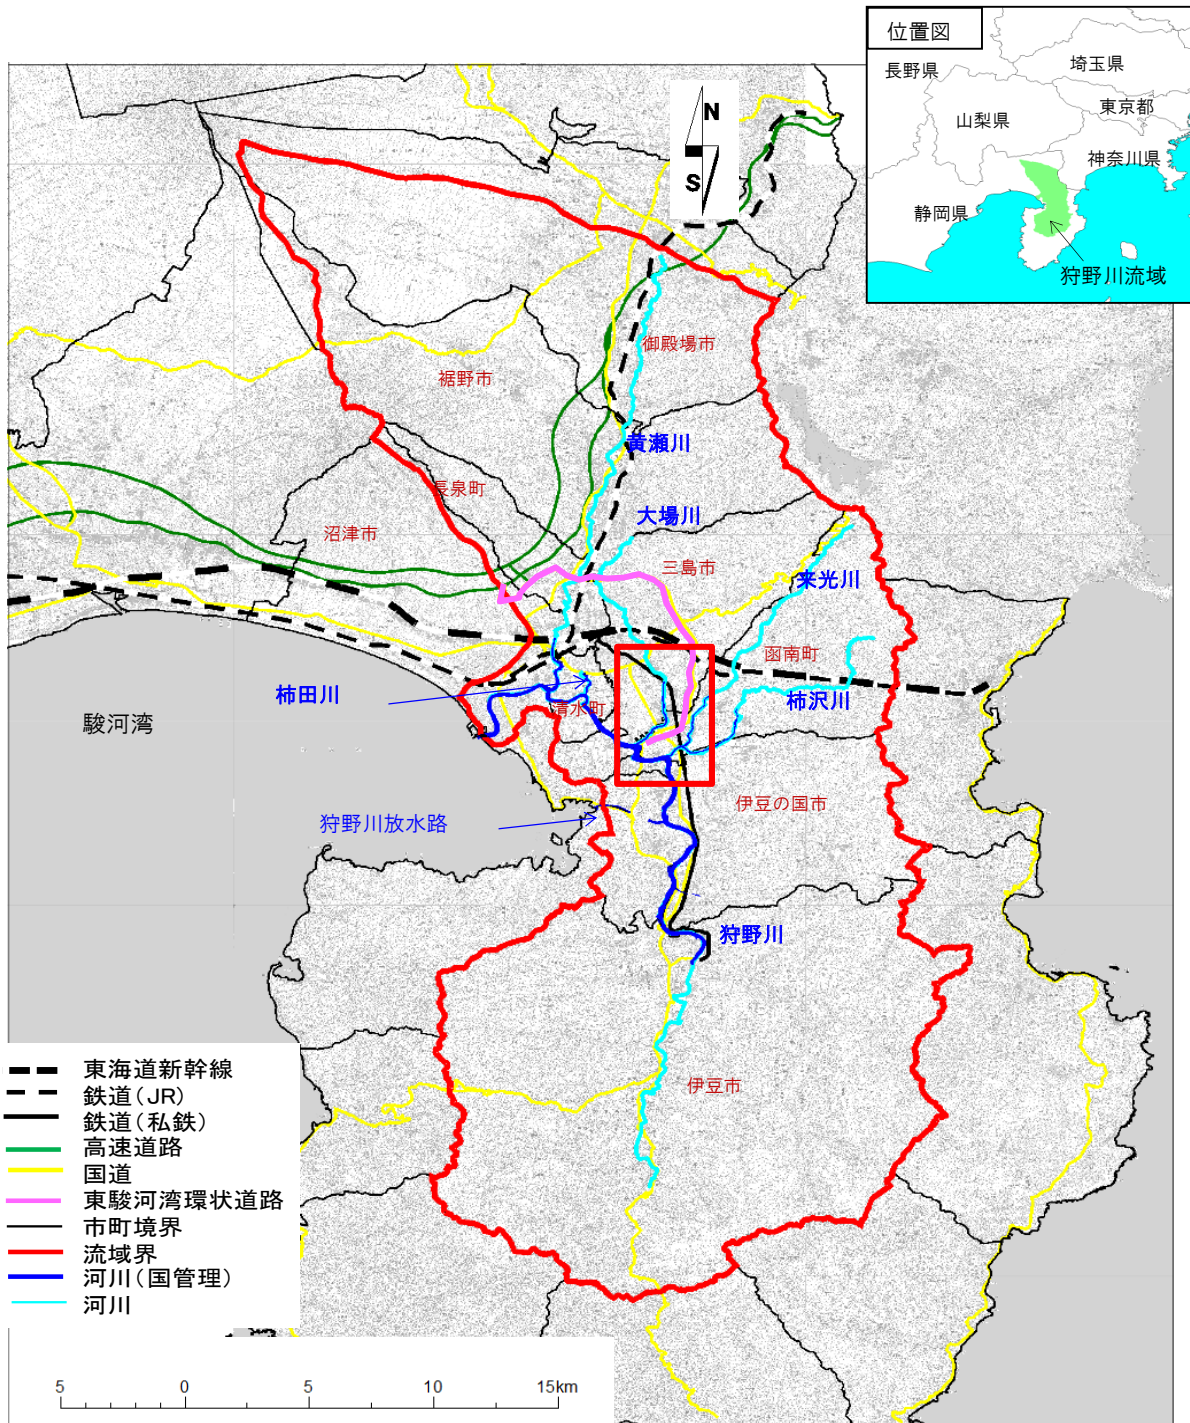 位置図
長野県
埼玉県
山梨県
東京都
神奈川県
静岡県
狩野川流域
N
S
御殿場市
裾野市
黄瀬川
長泉町
大場川
沼津市
三島市
来光川
函南町
柿田川
清水町
柿沢川
駿河湾
伊豆の国市
狩野川放水路
狩野川
伊豆市
東海道新幹線
鉄道(JR)
鉄道(私鉄)
高速道路
国道
東駿河湾環状道路
市町境界
流域界
河川(国管理)
河川
5 0 5 10 15km